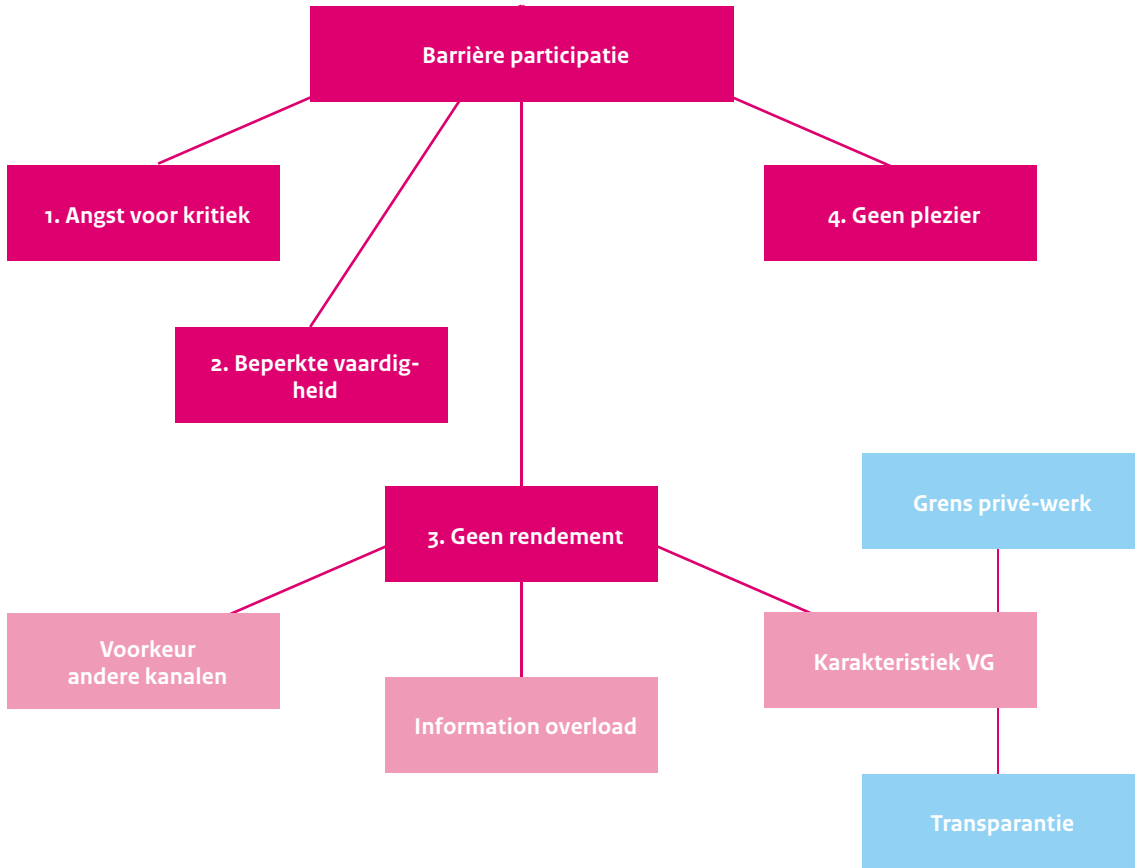 Barrière participatie
1. Angst voor kritiek
4. Geen plezier
2. Beperkte vaardig-
heid
Grens privé-werk
3. Geen rendement
Voorkeur
andere kanalen
Karakteristiek VG
Information overload
Transparantie